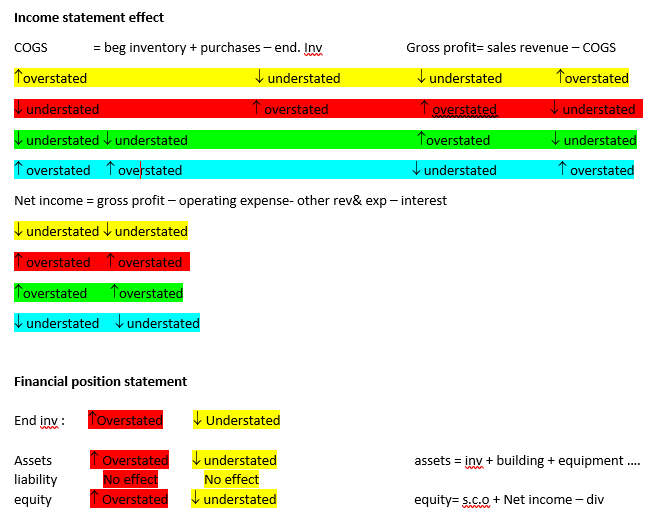 Income statement effect
COGS = beg inventory + purchases – end. Inv Gross profit= sales revenue – COGS
↑overstated ↓ understated ↓ understated ↑overstated
↓ understated ↑ overstated ↑ overstated ↓ understated
↓ understated ↓ understated ↑overstated ↓ understated
↑ overstated ↑ overstated ↓ understated ↑ overstated
Net income = gross profit – operating expense- other rev& exp – interest
↓ understated ↓ understated
↑ overstated ↑ overstated
↑overstated ↑overstated
↓ understated ↓ understated
Financial position statement
End inv : ↑Overstated ↓ Understated
Assets ↑ Overstated ↓ understated assets = inv + building + equipment ....
liability No effect No effect
equity ↑ Overstated ↓ understated equity= s.c.o + Net income – div